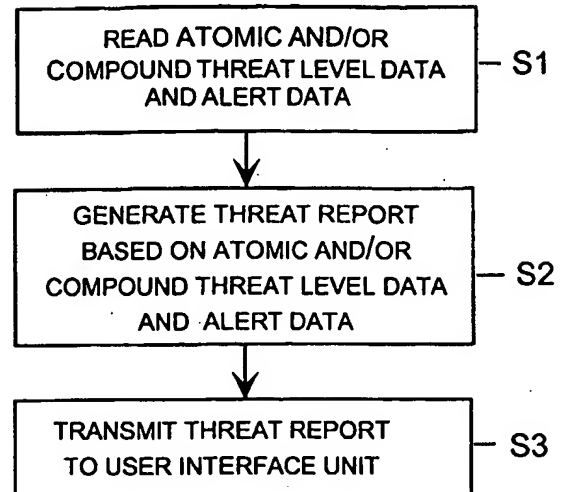 READ ATOMIC AND/OR
COMPOUND THREAT LEVEL DATA
AND ALERT DATA
S1
GENERATE THREAT REPORT
BASED ON ATOMIC AND/OR
COMPOUND THREAT LEVEL DATA
AND ALERT DATA
S2
TRANSMIT THREAT REPORT
TO USER INTERFACE UNIT
S3